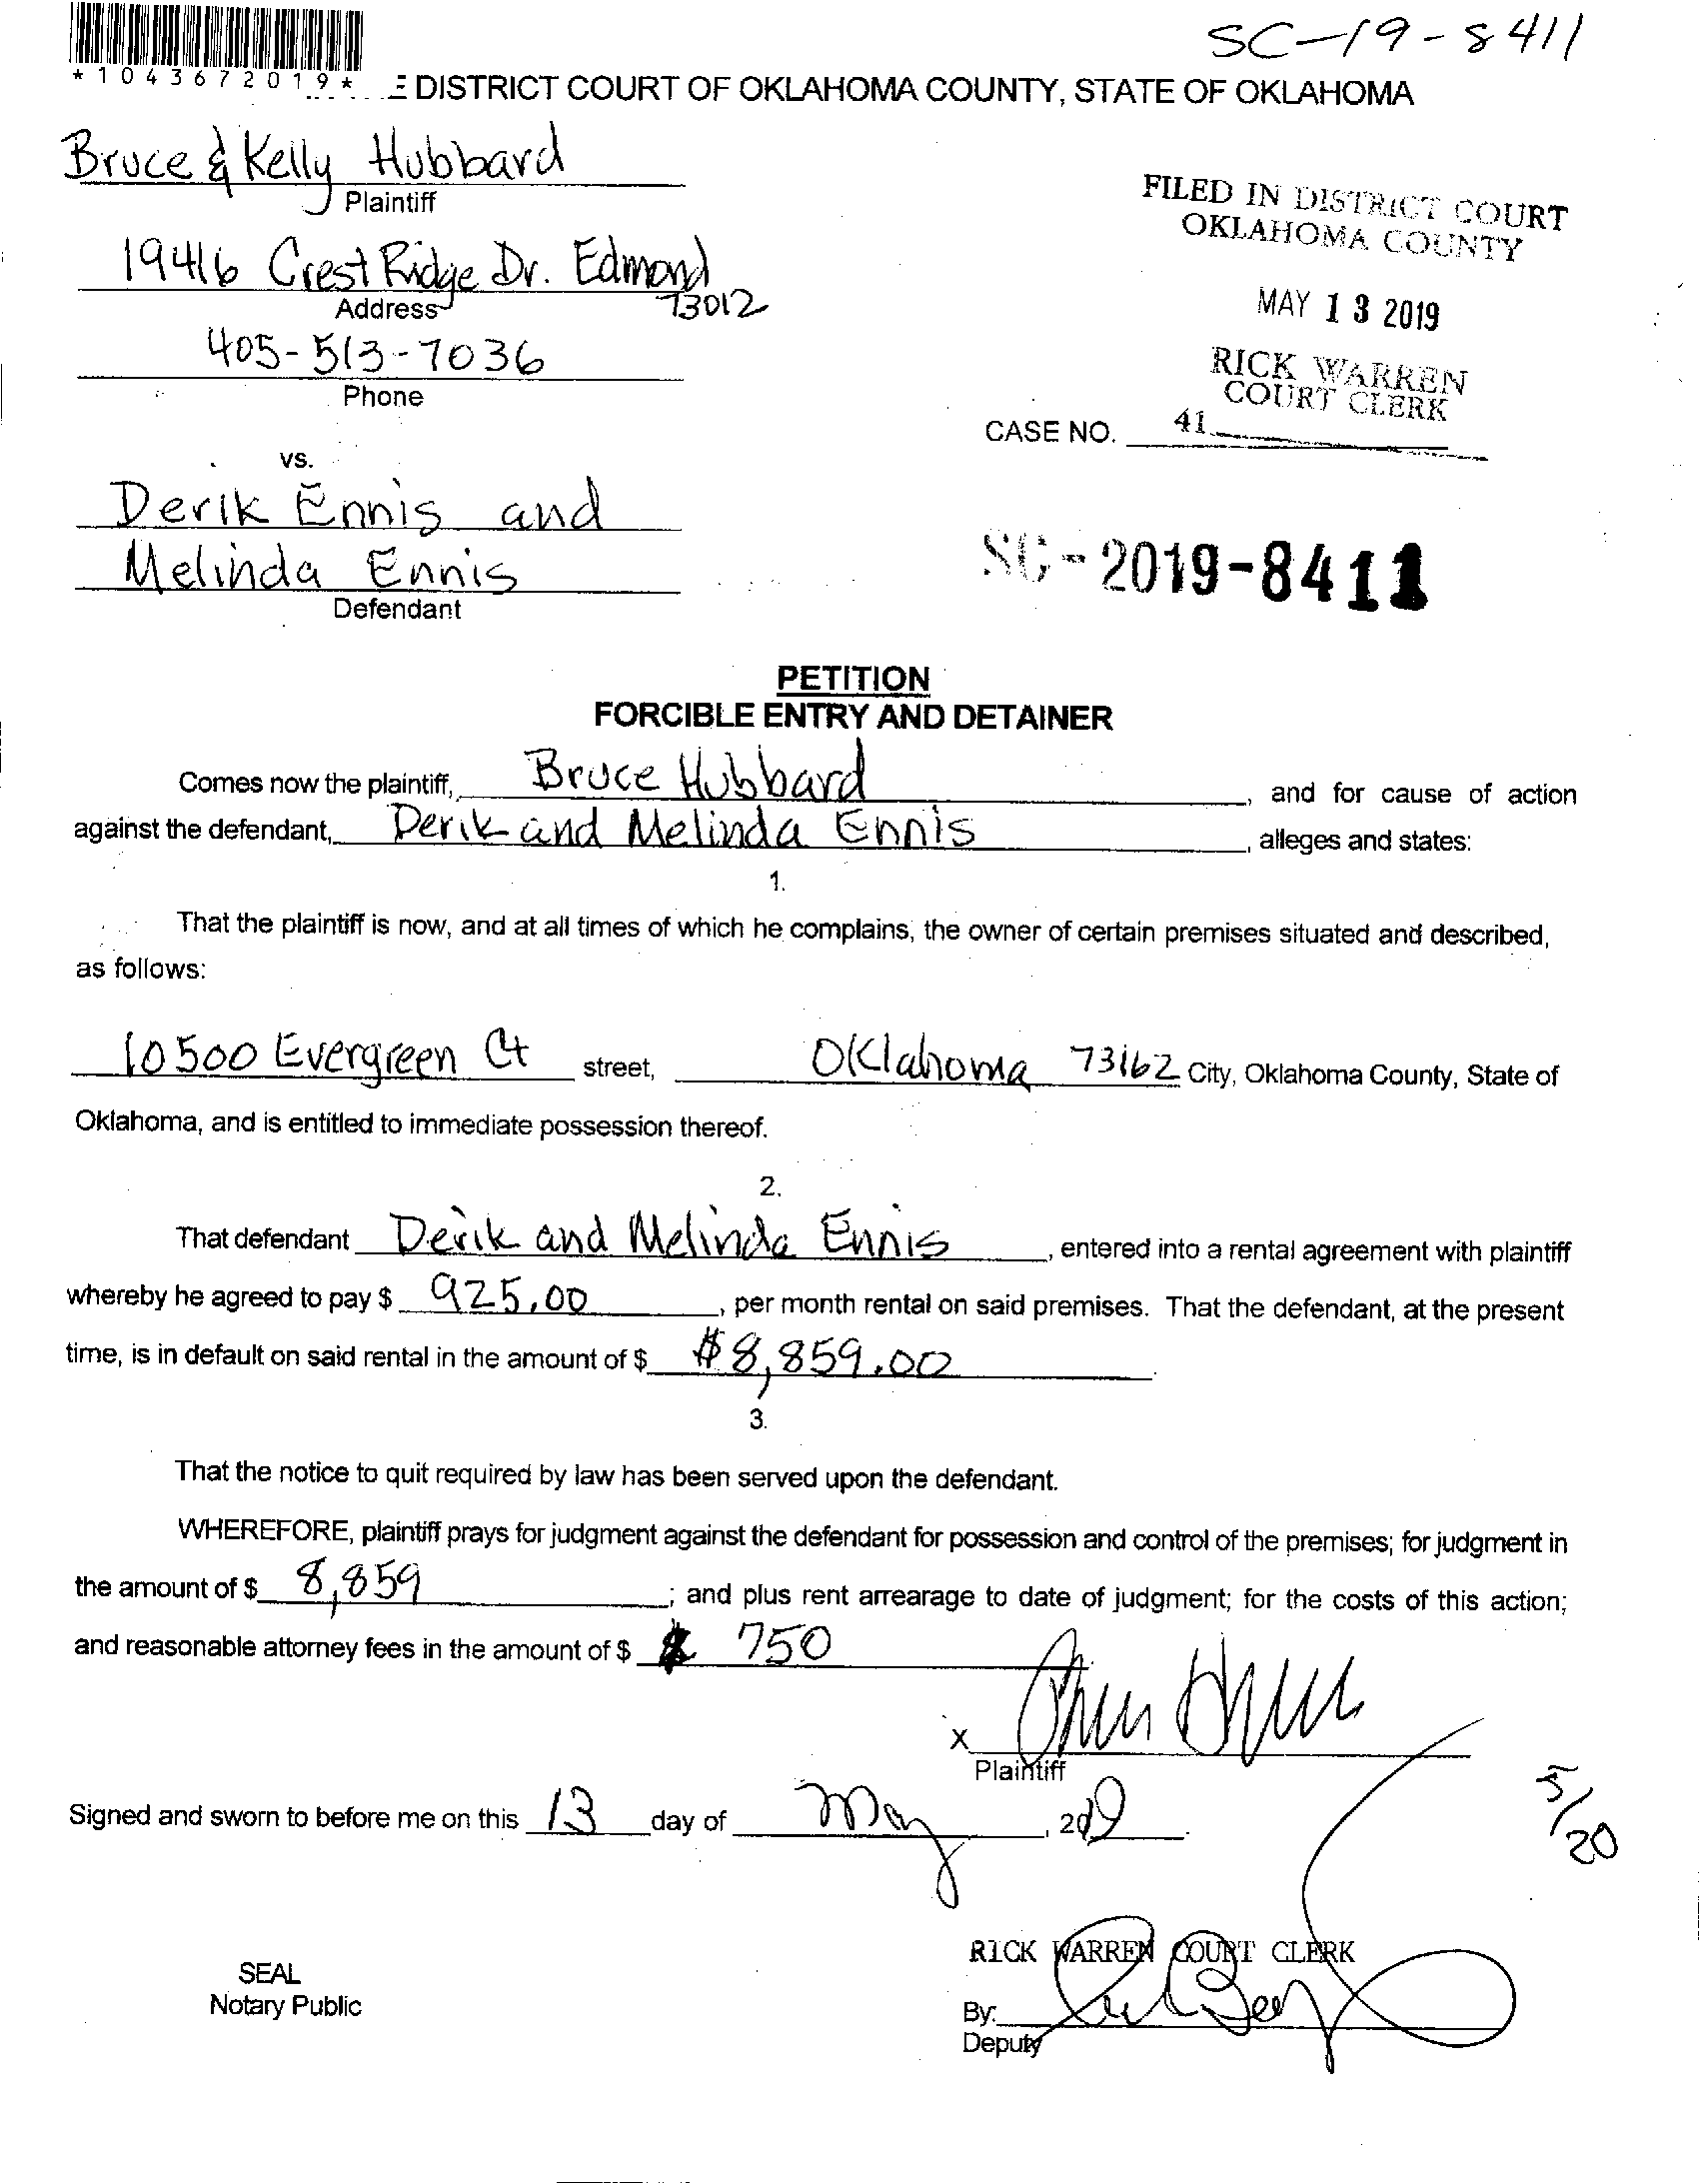 SC-19-8411
*1043672019*
E DISTRICT COURT OF OKLAHOMA COUNTY, STATE OF OKLAHOMA
Bruce & Kelly Hubbard
Plaintiff
19416 Crest Ridge Dr. Edmond
Address 73012
405-513-7036
Phone
vs.
Derik Ennis and
Melinda Ennis
Defendant
FILED IN DISTRICT COURT
OKLAHOMA COUNTY
MAY 13 2019
RICK WARREN
COURT CLERK
CASE NO. 41
SC-2019-8411
PETITION
FORCIBLE ENTRY AND DETAINER
Comes now the plaintiff, Bruce Hubbard, and for cause of action
against the defendant, Derik and Melinda Ennis, alleges and states:
1.
That the plaintiff is now, and at all times of which he complains, the owner of certain premises situated and described,
as follows:
10500 Evergreen Ct street, Oklahoma 73162 City, Oklahoma County, State of
Oklahoma, and is entitled to immediate possession thereof.
2.
That defendant Derik and Melinda Ennis, entered into a rental agreement with plaintiff
whereby he agreed to pay $ 925.00, per month rental on said premises. That the defendant, at the present
time, is in default on said rental in the amount of $ $8,859.00.
3.
That the notice to quit required by law has been served upon the defendant.
WHEREFORE, plaintiff prays for judgment against the defendant for possession and control of the premises; for judgment in
the amount of $ 8,859; and plus rent arrearage to date of judgment; for the costs of this action;
and reasonable attorney fees in the amount of $ 750
X
Plaintiff
Signed and sworn to before me on this 13 day of May, 2019.
5/20
RICK WARREN COURT CLERK
SEAL
Notary Public
By:
Deputy